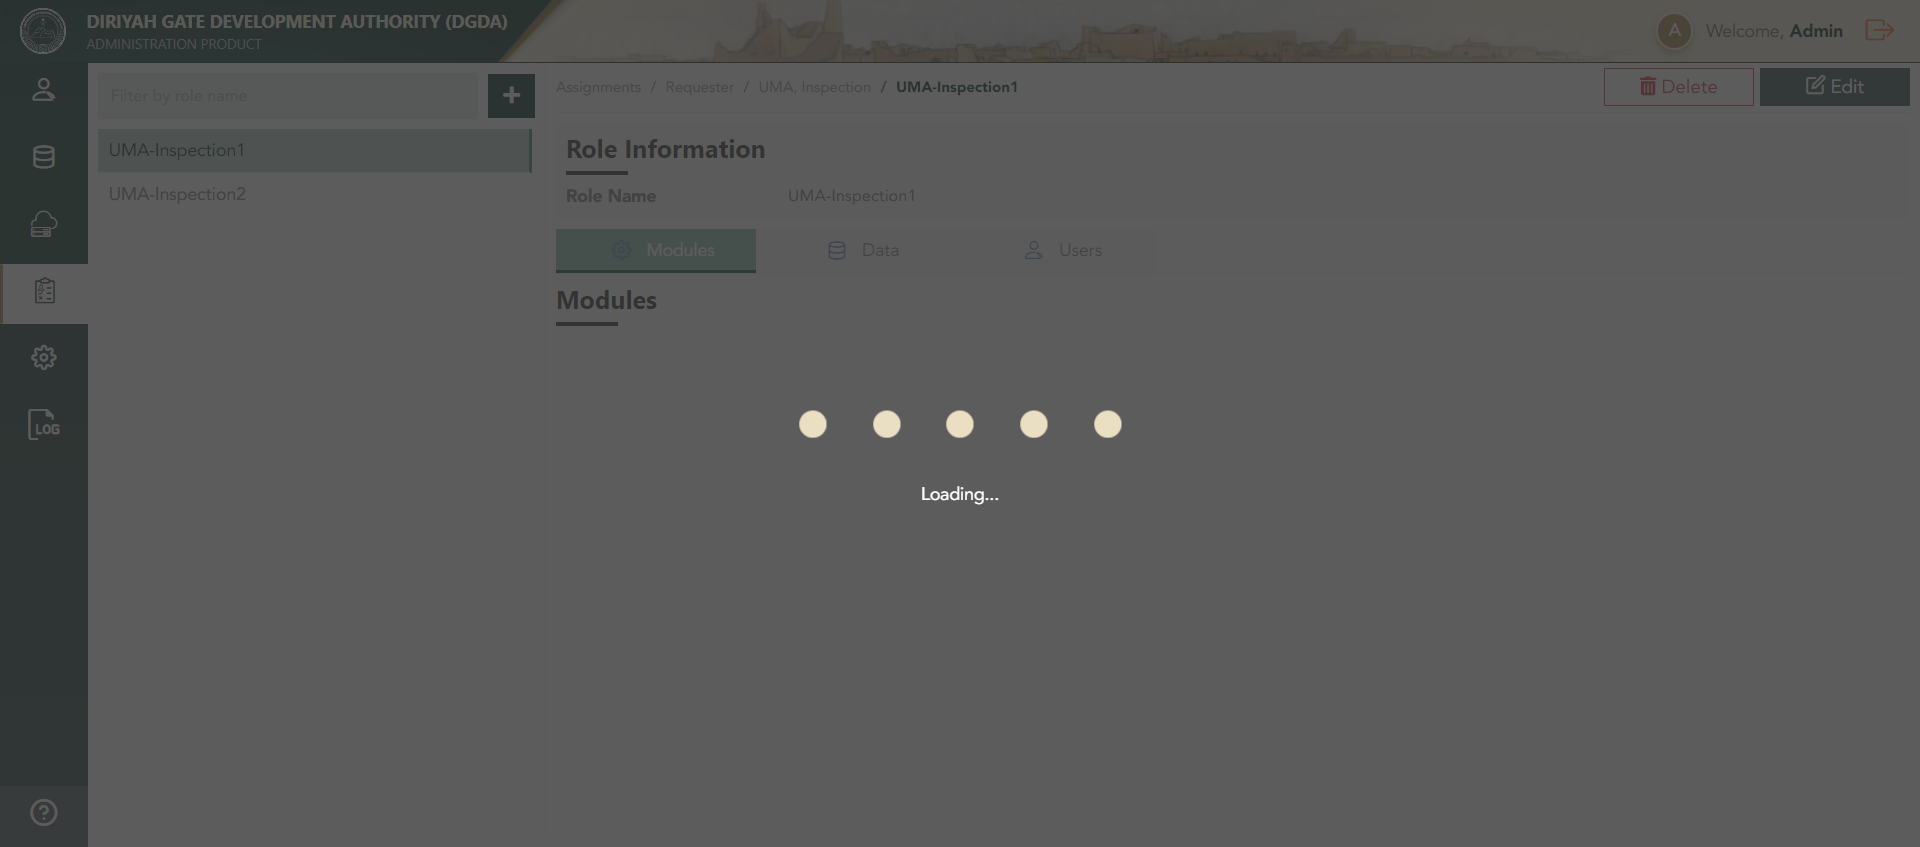 DIRIYAH GATE DEVELOPMENT AUTHORITY (DGDA)
ADMINISTRATION PRODUCT
A
Welcome, Admin
Filter by role name
UMA-Inspection1
UMA-Inspection2
LOG
Assignments / Requester / UMA, Inspection / UMA-Inspection1
Delete
Edit
Role Information
Role Name UMA-Inspection1
Modules Data Users
Modules
Loading...